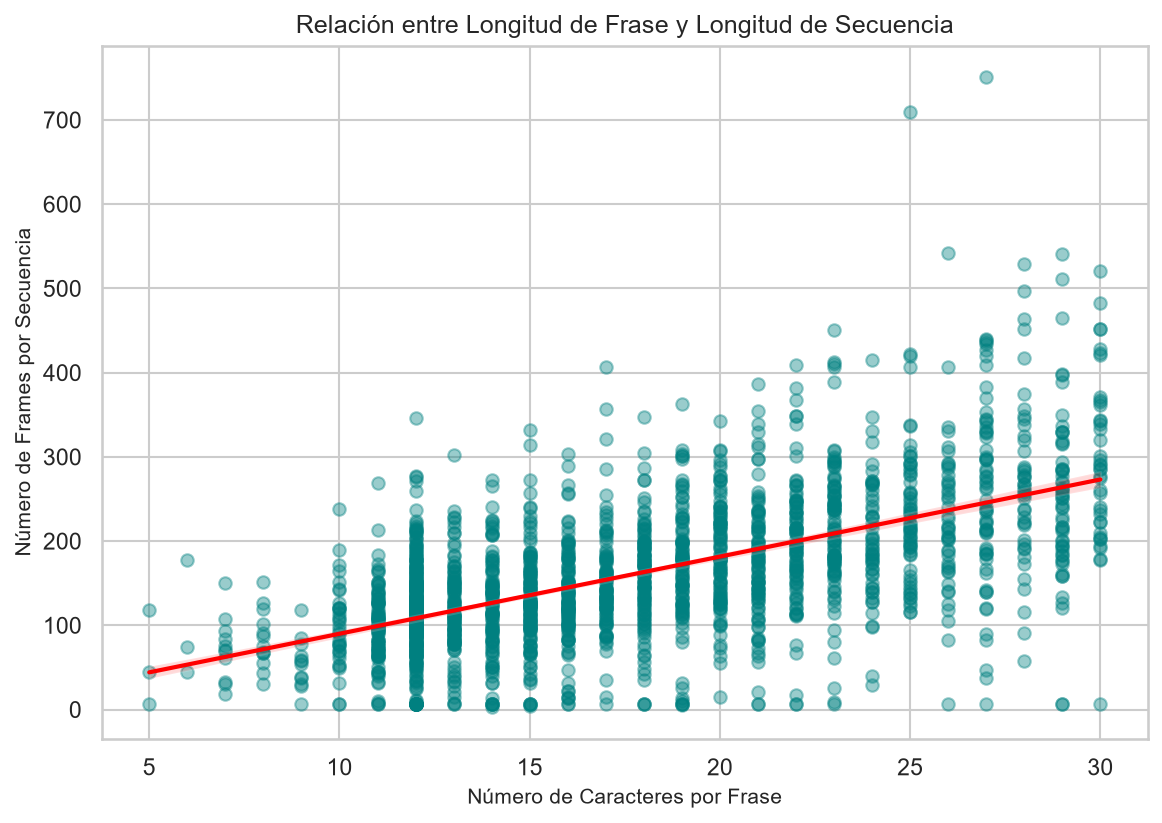 Relación entre Longitud de Frase y Longitud de Secuencia
Número de Frames por Secuencia
700
600
500
400
300
200
100
0
5 10 15 20 25 30
Número de Caracteres por Frase